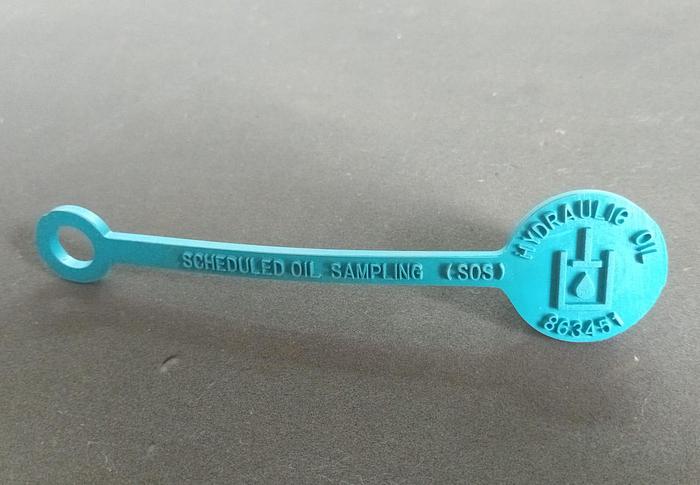 SCHEDULED OIL SAMPLING (SOS)
HYDRAULIC OIL
863451